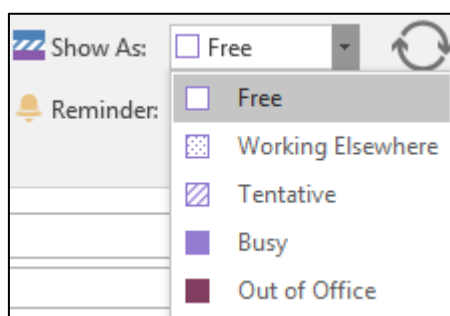 Show As: Free
Reminder:
Free
Working Elsewhere
Tentative
Busy
Out of Office